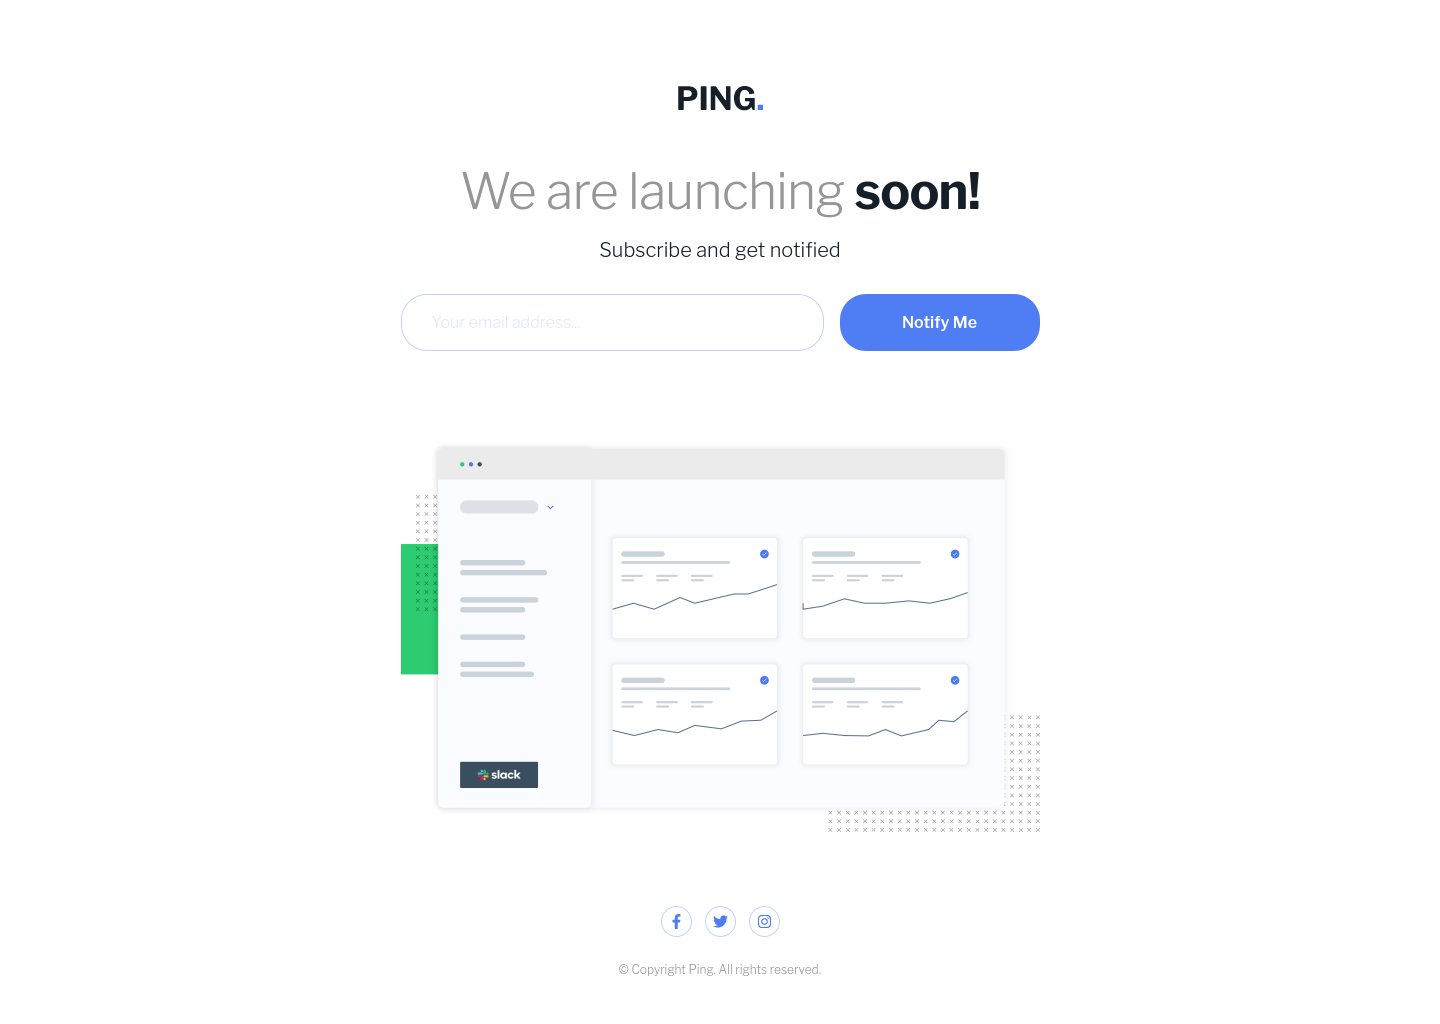 PING.
We are launching soon!
Subscribe and get notified
Your email address...
Notify Me
slack
© Copyright Ping. All rights reserved.